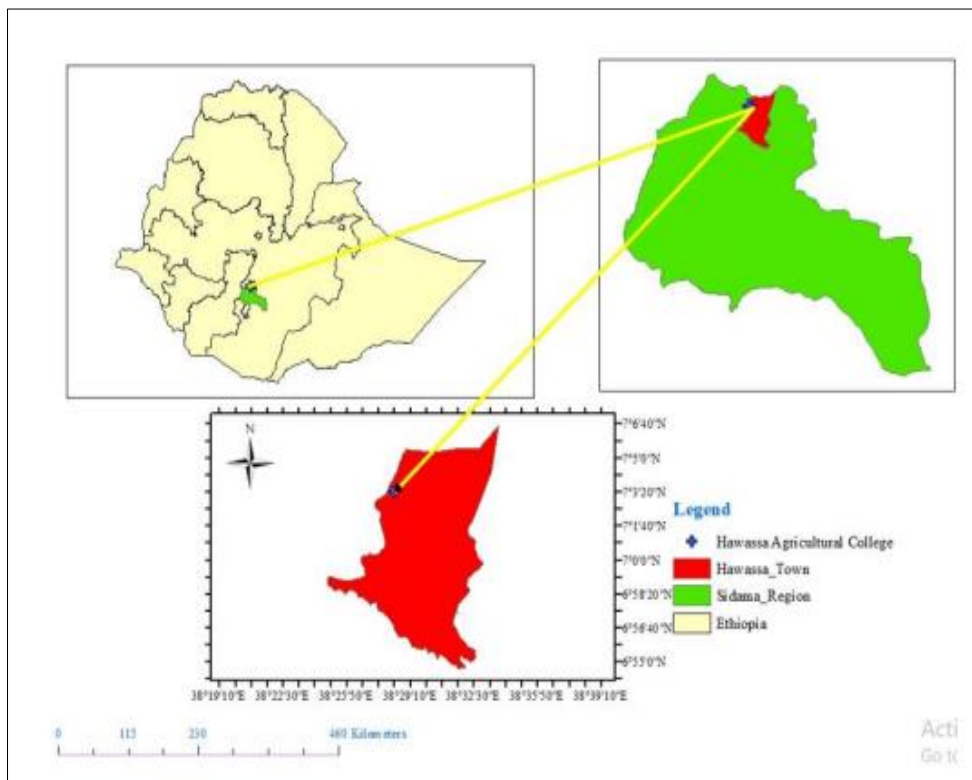 N
7°6'40"N
7°5'0"N
7°3'20"N
7°1'40"N
7°0'0"N
6°58'20"N
6°56'40"N
6°55'0"N
38°19'10"E 38°22'30"E 38°25'50"E 38°29'10"E 38°32'30"E 38°35'50"E 38°39'10"E
Legend
Hawassa Agricultural College
Hawassa_Town
Sidama_Region
Ethiopia
0 115 230 460 Kilometers
Acti
Go to